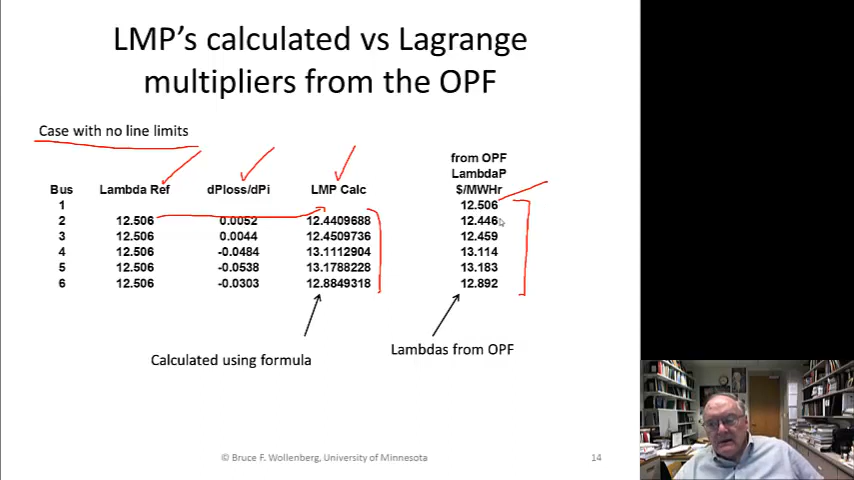 LMP's calculated vs Lagrange
multipliers from the OPF
Case with no line limits
from OPF
LambdaP
Bus Lambda Ref dPloss/dPi LMP Calc $/MWHr
1 12.506
2 12.506 0.0052 12.4409688 12.446
3 12.506 0.0044 12.4509736 12.459
4 12.506 -0.0484 13.1112904 13.114
5 12.506 -0.0538 13.1788228 13.183
6 12.506 -0.0303 12.8849318 12.892
Calculated using formula
Lambdas from OPF
© Bruce F. Wollenberg, University of Minnesota
14